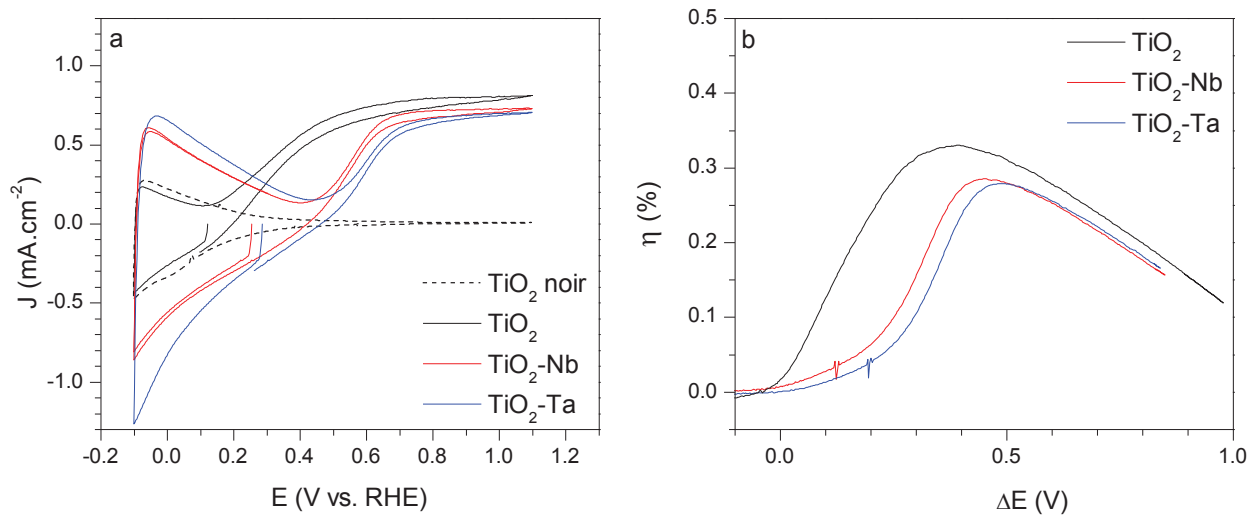 a
1.0
0.5
0.0
-0.5
-1.0
J (mA.cm⁻²)
-0.2 0.0 0.2 0.4 0.6 0.8 1.0 1.2
E (V vs. RHE)
TiO₂ noir
TiO₂
TiO₂-Nb
TiO₂-Ta
b
0.5
0.4
0.3
0.2
0.1
0.0
η (%)
0.0 0.5 1.0
ΔE (V)
TiO₂
TiO₂-Nb
TiO₂-Ta